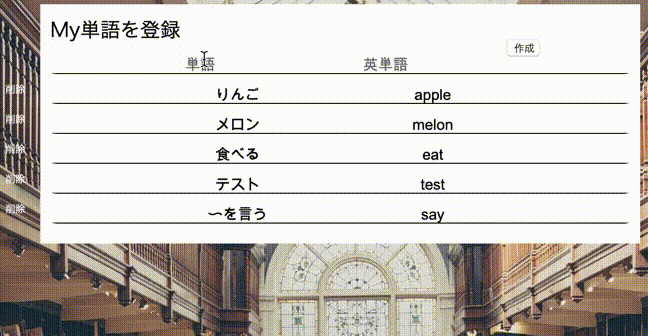 My単語を登録
作成
単語 英単語
削除 りんご apple
削除 メロン melon
削除 食べる eat
削除 テスト test
削除 〜を言う say